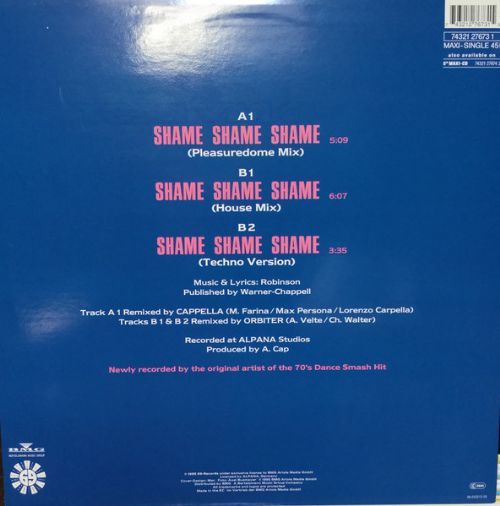 74321 27673 1
MAXI-SINGLE 45
also available on
A1
SHAME SHAME SHAME 5:09
(Pleasuredome Mix)
B1
SHAME SHAME SHAME 6:07
(House Mix)
B2
SHAME SHAME SHAME 3:35
(Techno Version)
Music & Lyrics: Robinson
Published by Warner-Chappell
Track A 1 Remixed by CAPPELLA (M. Farina/Max Persona/Lorenzo Carpella)
Tracks B 1 & B 2 Remixed by ORBITER (A. Velte/Ch. Walter)
Recorded at ALPANA Studios
Produced by A. Cap
Newly recorded by the original artist of the 70's Dance Smash Hit
BMG